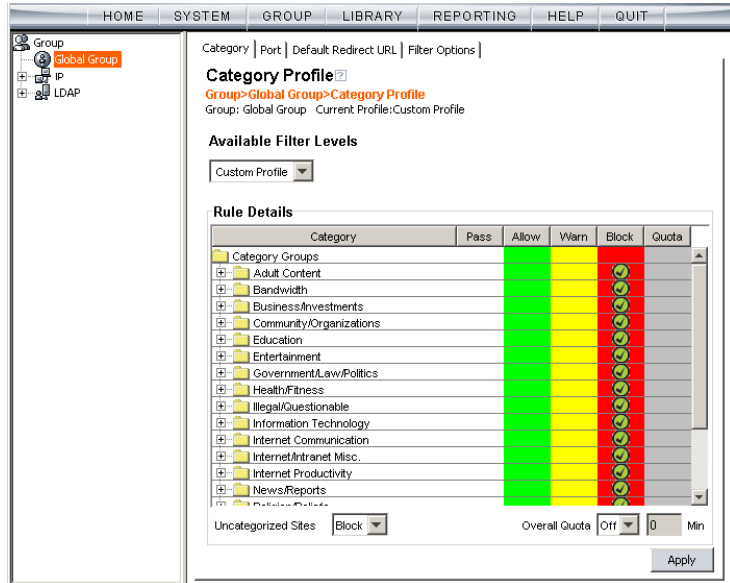 HOME SYSTEM GROUP LIBRARY REPORTING HELP QUIT
Group
Global Group
IP
LDAP
Category Port Default Redirect URL Filter Options
Category Profile ?
Group>Global Group>Category Profile
Group: Global Group Current Profile:Custom Profile
Available Filter Levels
Custom Profile
Rule Details
Category Pass Allow Warn Block Quota
Category Groups
Adult Content
Bandwidth
Business/Investments
Community/Organizations
Education
Entertainment
Government/Law/Politics
Health/Fitness
Illegal/Questionable
Information Technology
Internet Communication
Internet/Intranet Misc.
Internet Productivity
News/Reports
Religion/Beliefs
Uncategorized Sites Block Overall Quota Off 0 Min
Apply